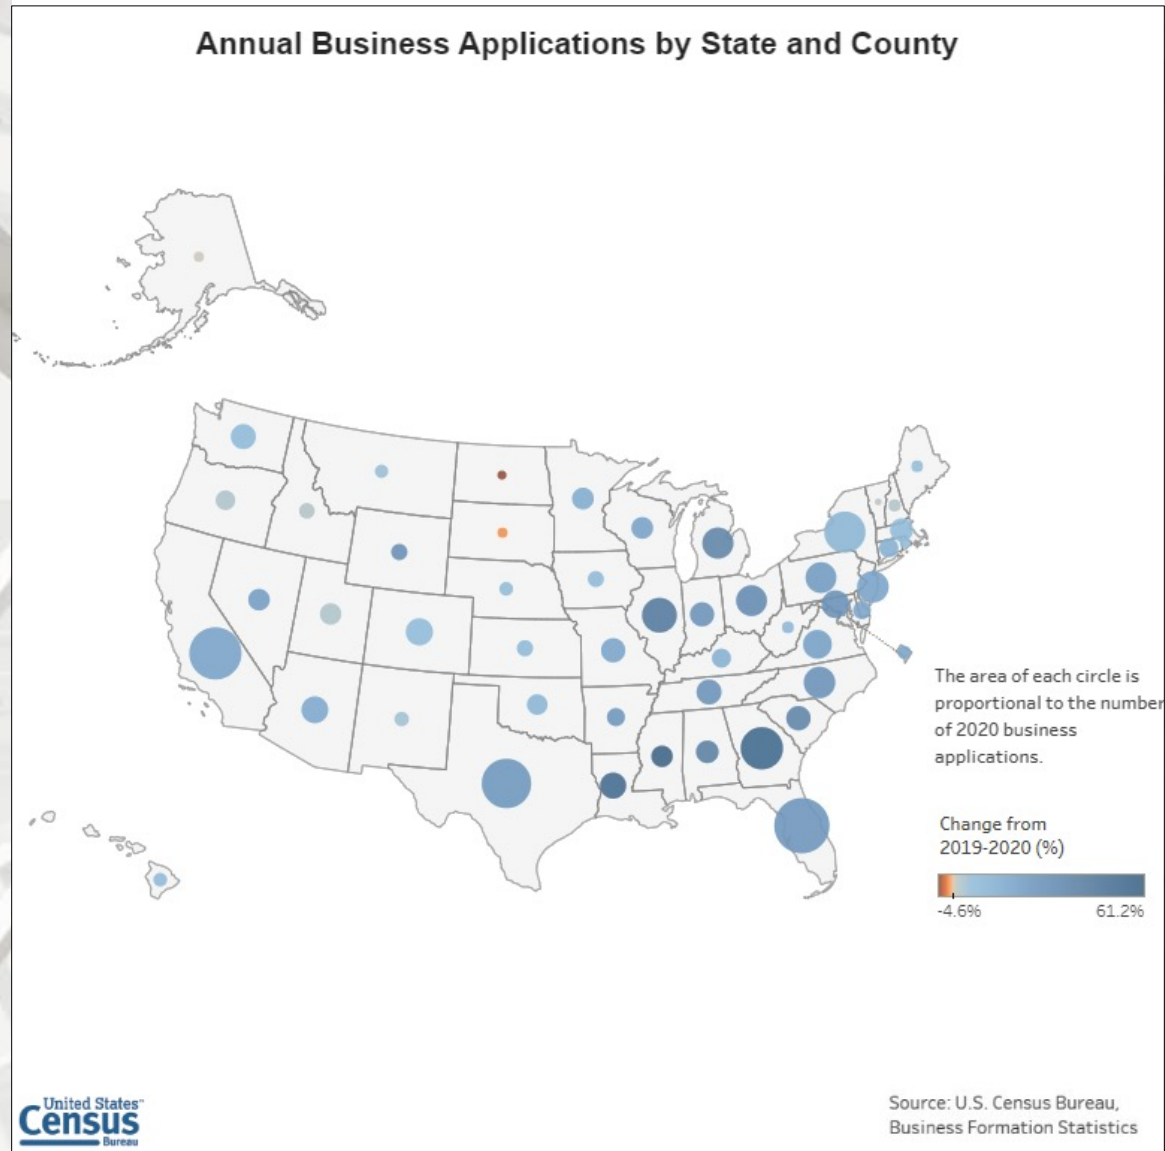 Annual Business Applications by State and County
The area of each circle is
proportional to the number
of 2020 business
applications.
Change from
2019-2020 (%)
-4.6% 61.2%
United States™
Census
Bureau
Source: U.S. Census Bureau,
Business Formation Statistics